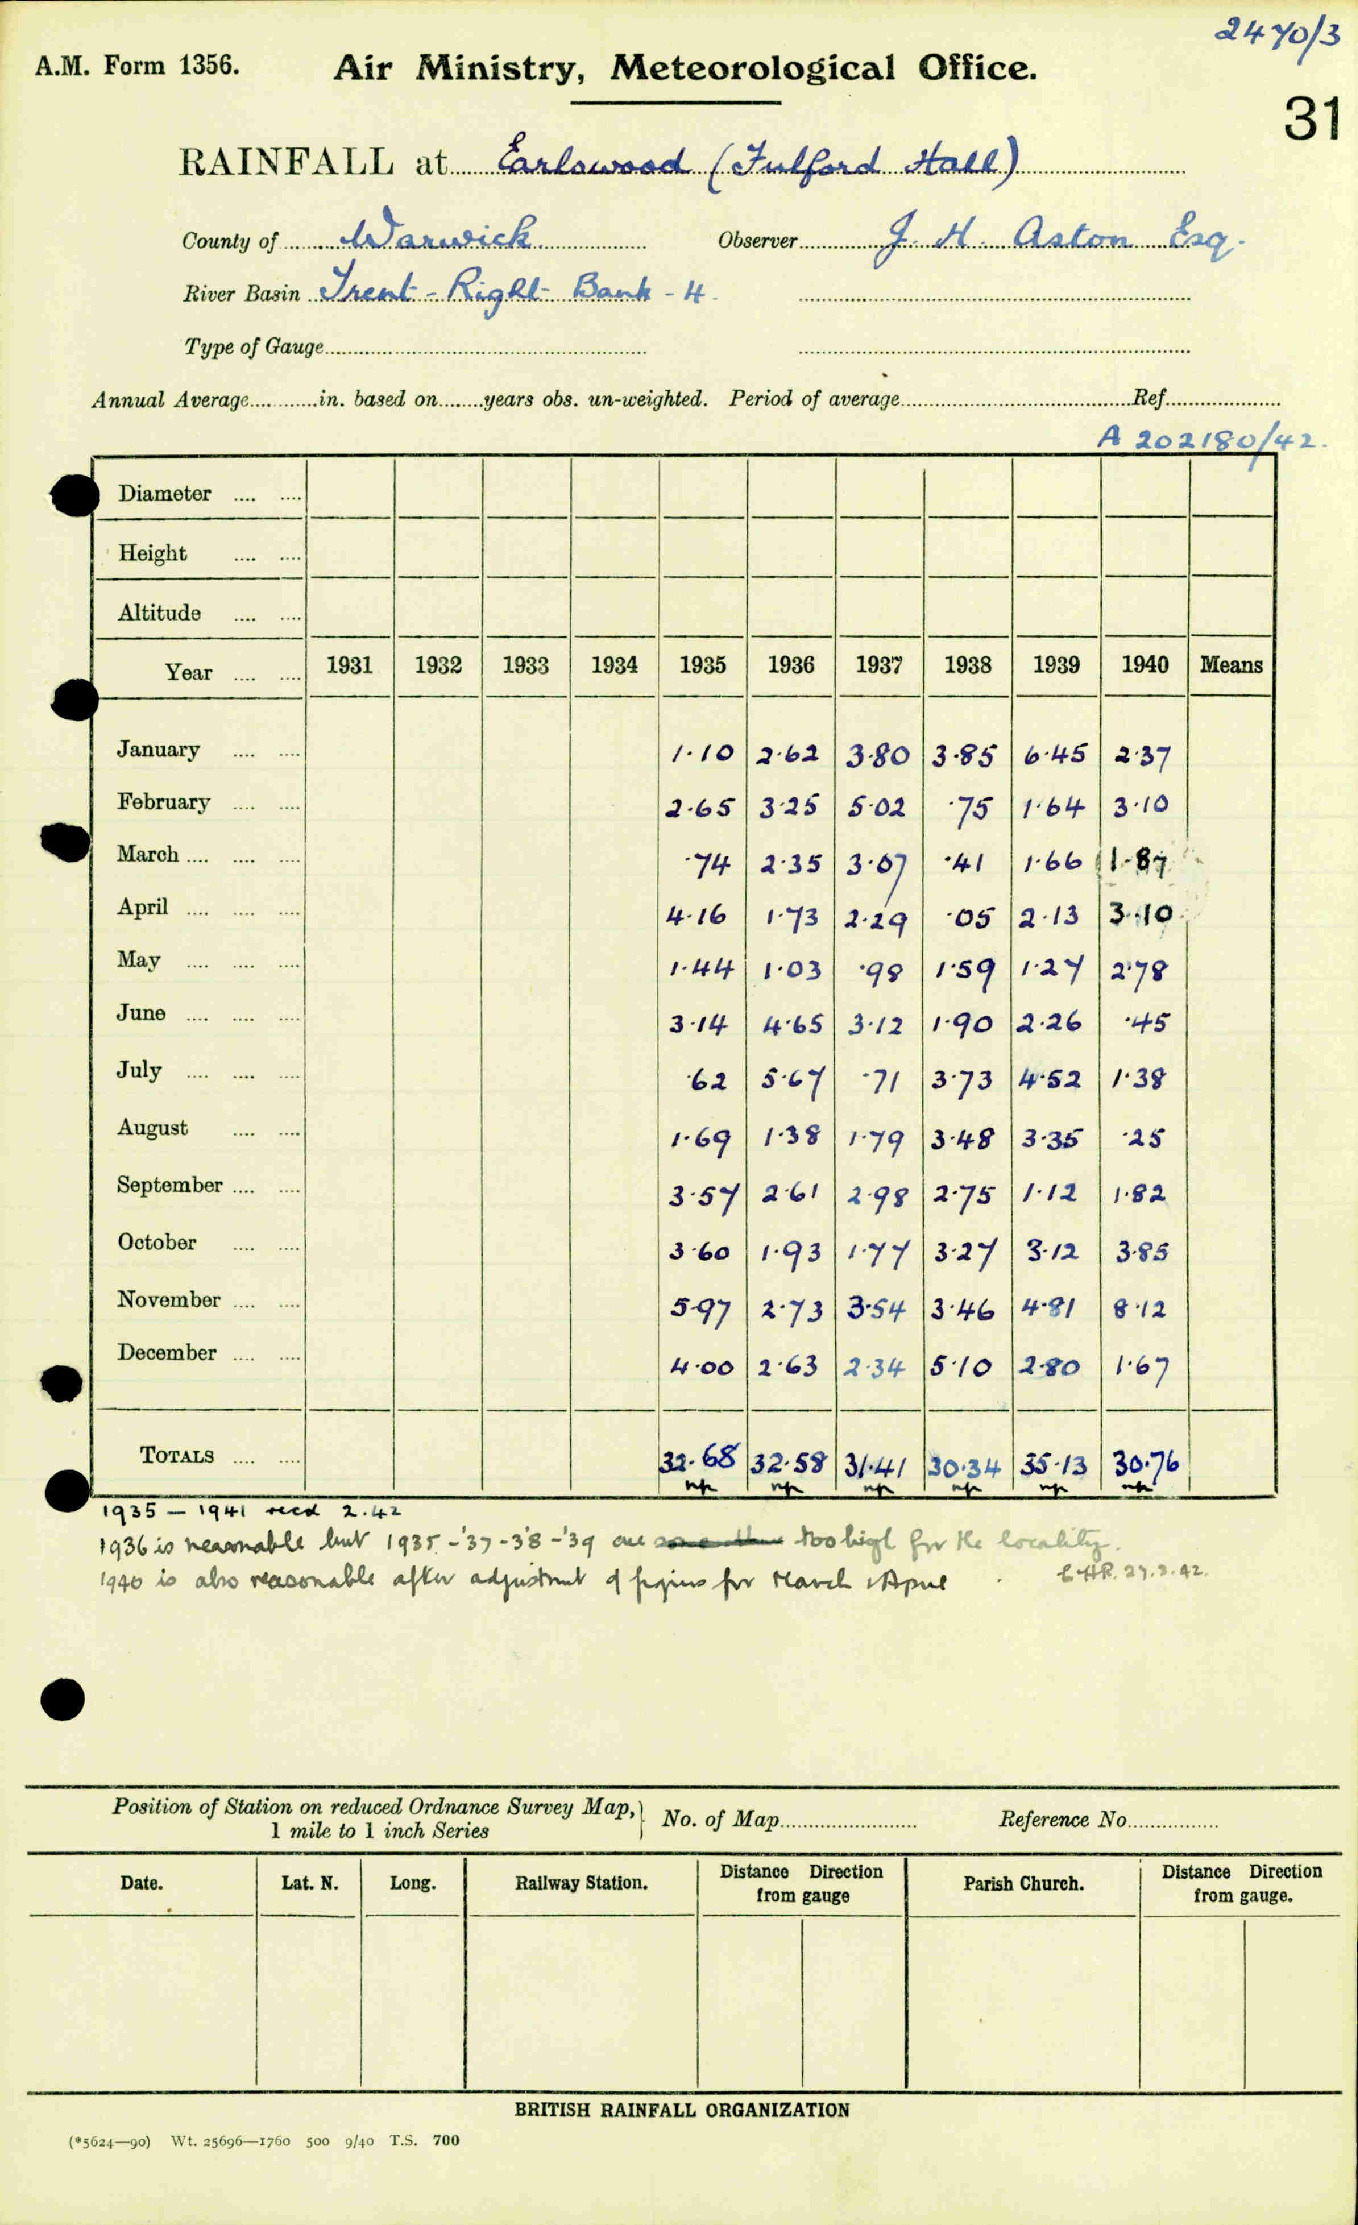 2470/3
A.M. Form 1356.
Air Ministry, Meteorological Office.
31
RAINFALL at Earlswood (Fulford Hall)
County of Warwick Observer J. H. Aston Esq.
River Basin Trent - Right Bank - 4.
Type of Gauge
Annual Average in. based on years obs. un-weighted. Period of average Ref
A 202180/42.
Diameter
Height
Altitude
Year 1931 1932 1933 1934 1935 1936 1937 1938 1939 1940 Means
January 1.10 2.62 3.80 3.85 6.45 2.37
February 2.65 3.25 5.02 .75 1.64 3.10
March .74 2.35 3.07 .41 1.66 1.87
April 4.16 1.73 2.29 .05 2.13 3.10
May 1.44 1.03 .98 1.59 1.27 2.78
June 3.14 4.65 3.12 1.90 2.26 .45
July .62 5.67 .71 3.73 4.52 1.38
August 1.69 1.38 1.79 3.48 3.35 .25
September 3.57 2.61 2.98 2.75 1.12 1.82
October 3.60 1.93 1.77 3.27 3.12 3.85
November 5.97 2.73 3.54 3.46 4.81 8.12
December 4.00 2.63 2.34 5.10 2.80 1.67
TOTALS 32.68 32.58 31.41 30.34 35.13 30.76
1935 - 1941 recd 2.42
1936 is reasonable but 1935 -'37 -38 -'39 are too high for the locality.
1940 is also reasonable after adjustment of figures for March & April
27.2.42.
Position of Station on reduced Ordnance Survey Map,
1 mile to 1 inch Series
No. of Map Reference No
Date. Lat. N. Long. Railway Station. Distance Direction from gauge Parish Church. Distance Direction from gauge.
BRITISH RAINFALL ORGANIZATION
(*5624—90) Wt. 25696—1760 500 9/40 T.S. 700